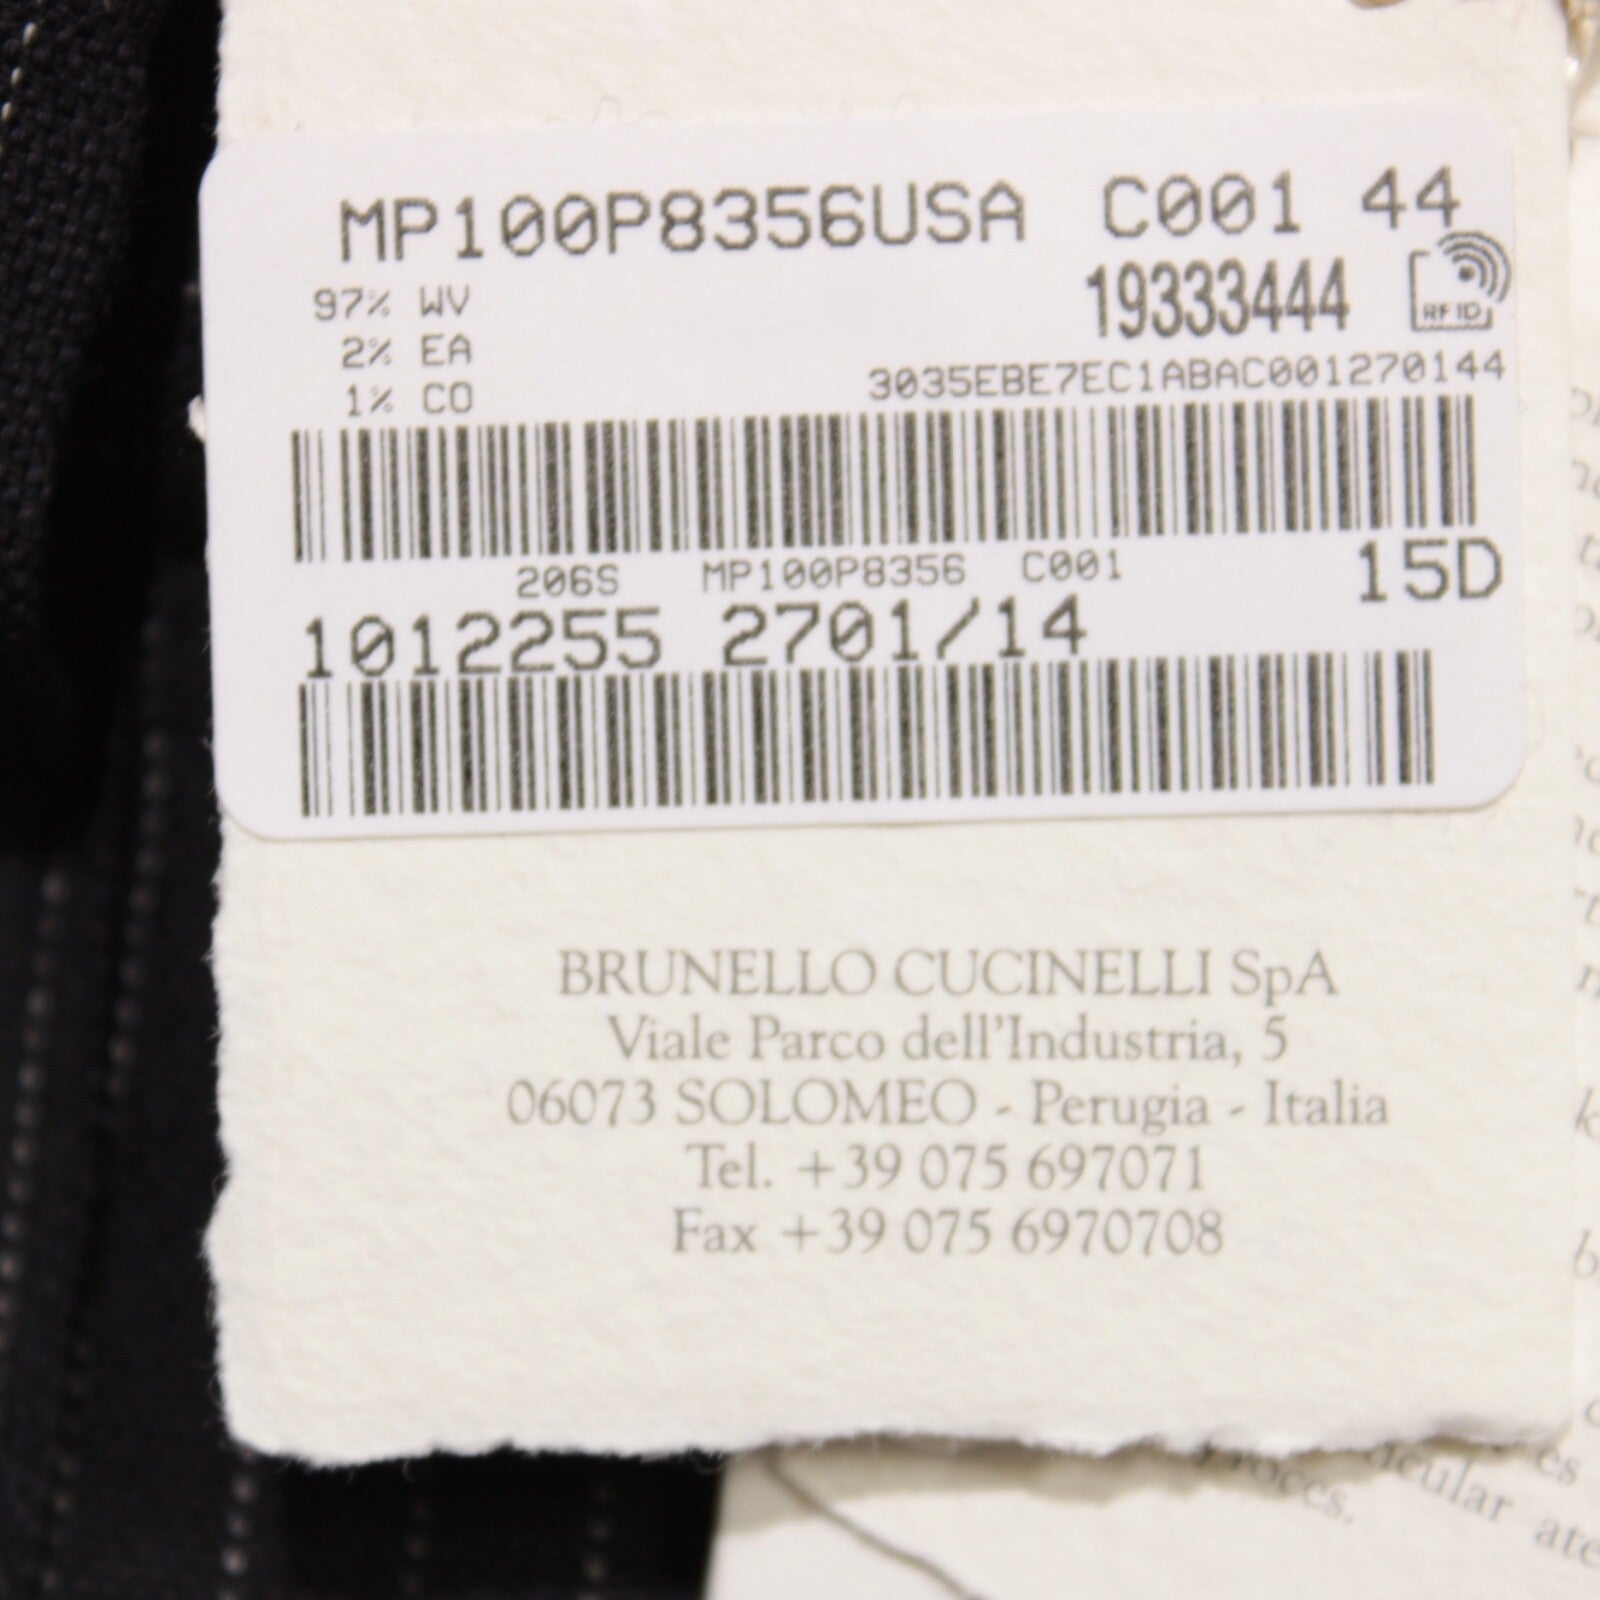 MP100P8356USA C001 44
97% WV
19333444 RFID
2% EA
1% CO
3035EBE7EC1ABAC001270144
206S MP100P8356 C001 15D
1012255 2701/14
BRUNELLO CUCINELLI SpA
Viale Parco dell'Industria, 5
06073 SOLOMEO - Perugia - Italia
Tel. +39 075 697071
Fax +39 075 6970708